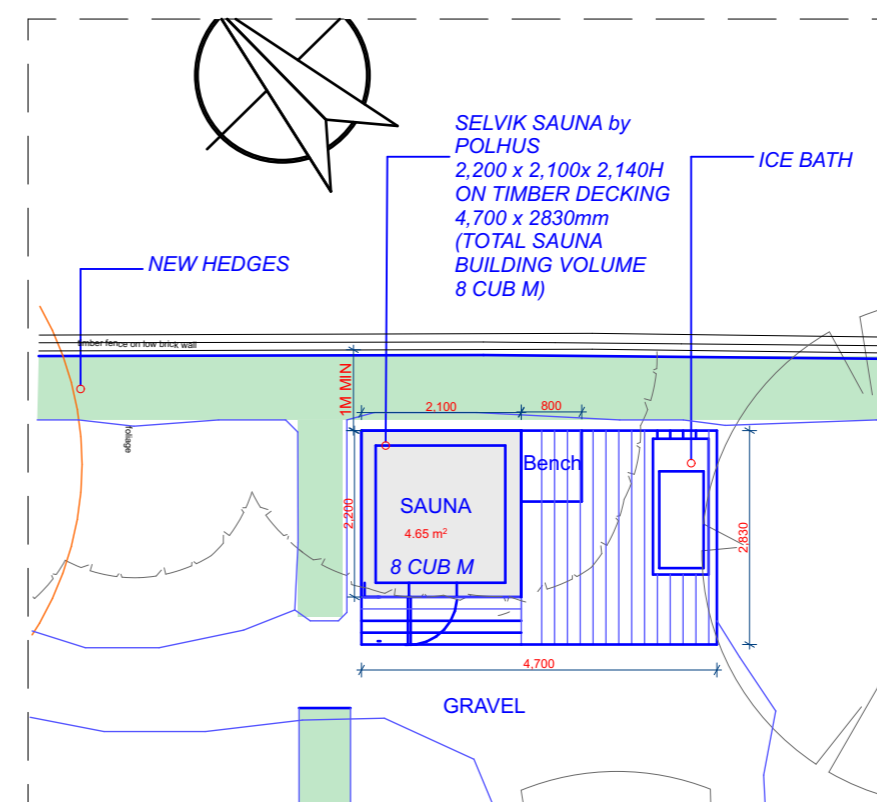 SELVIK SAUNA by
POLHUS
2,200 x 2,100x 2,140H
ON TIMBER DECKING
4,700 x 2830mm
(TOTAL SAUNA
BUILDING VOLUME
8 CUB M)
ICE BATH
NEW HEDGES
timber fence on low brick wall
1M MIN
2,100
800
foliage
Bench
2,200
SAUNA
4.65 m²
8 CUB M
2,830
4,700
GRAVEL